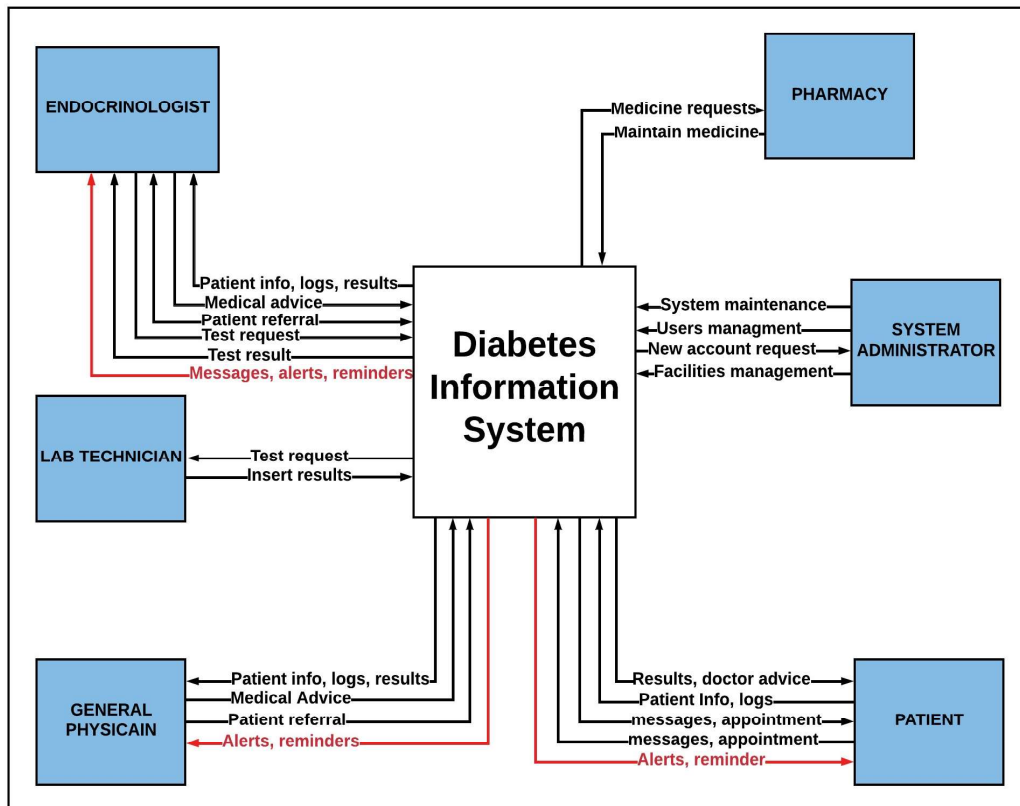 ENDOCRINOLOGIST
PHARMACY
Medicine requests
Maintain medicine
Patient info, logs, results
Medical advice
Patient referral
Test request
Test result
Messages, alerts, reminders
Diabetes
Information
System
System maintenance
Users managment
New account request
Facilities management
SYSTEM
ADMINISTRATOR
LAB TECHNICIAN
Test request
Insert results
GENERAL
PHYSICAIN
Patient info, logs, results
Medical Advice
Patient referral
Alerts, reminders
Results, doctor advice
Patient Info, logs
messages, appointment
messages, appointment
Alerts, reminder
PATIENT